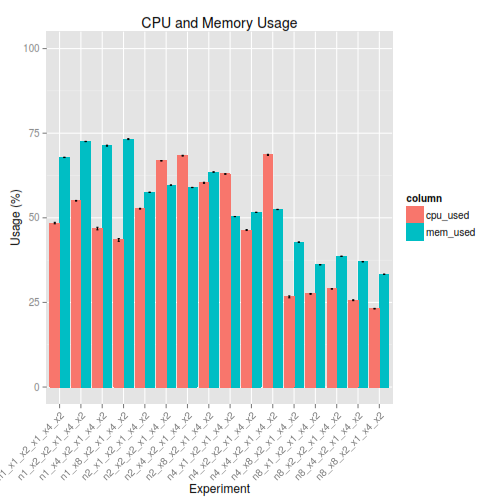 CPU and Memory Usage
100
75
50
25
0
Usage (%)
n1_x1_x2_x1_x4_x2
n1_x2_x2_x1_x4_x2
n1_x4_x2_x1_x4_x2
n1_x8_x2_x1_x4_x2
n2_x1_x2_x1_x4_x2
n2_x2_x2_x1_x4_x2
n2_x4_x2_x1_x4_x2
n2_x8_x2_x1_x4_x2
n4_x1_x2_x1_x4_x2
n4_x2_x2_x1_x4_x2
n4_x4_x2_x1_x4_x2
n4_x8_x2_x1_x4_x2
n8_x1_x2_x1_x4_x2
n8_x2_x2_x1_x4_x2
n8_x4_x2_x1_x4_x2
n8_x8_x2_x1_x4_x2
Experiment
column
cpu_used
mem_used